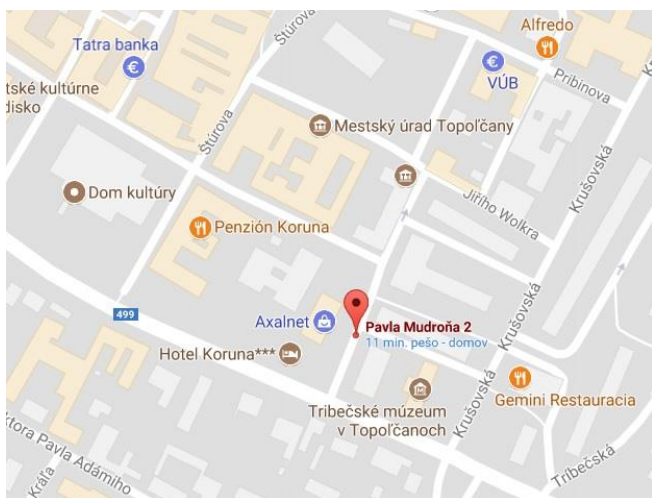 Alfredo
Štúrova
Tatra banka
VÚB
Pribinova
tské kultúrne
disko
Mestský úrad Topoľčany
Štúrova
Dom kultúry
Jiřího Wolkra
Krušovská
Penzión Koruna
499
Axalnet
Pavla Mudroňa 2
11 min. pešo - domov
Krušovská
Hotel Koruna***
Gemini Restauracia
Tribečské múzeum
v Topoľčanoch
Krušovská
Tribečská
ktora Pavla Adámiho
Kráľa